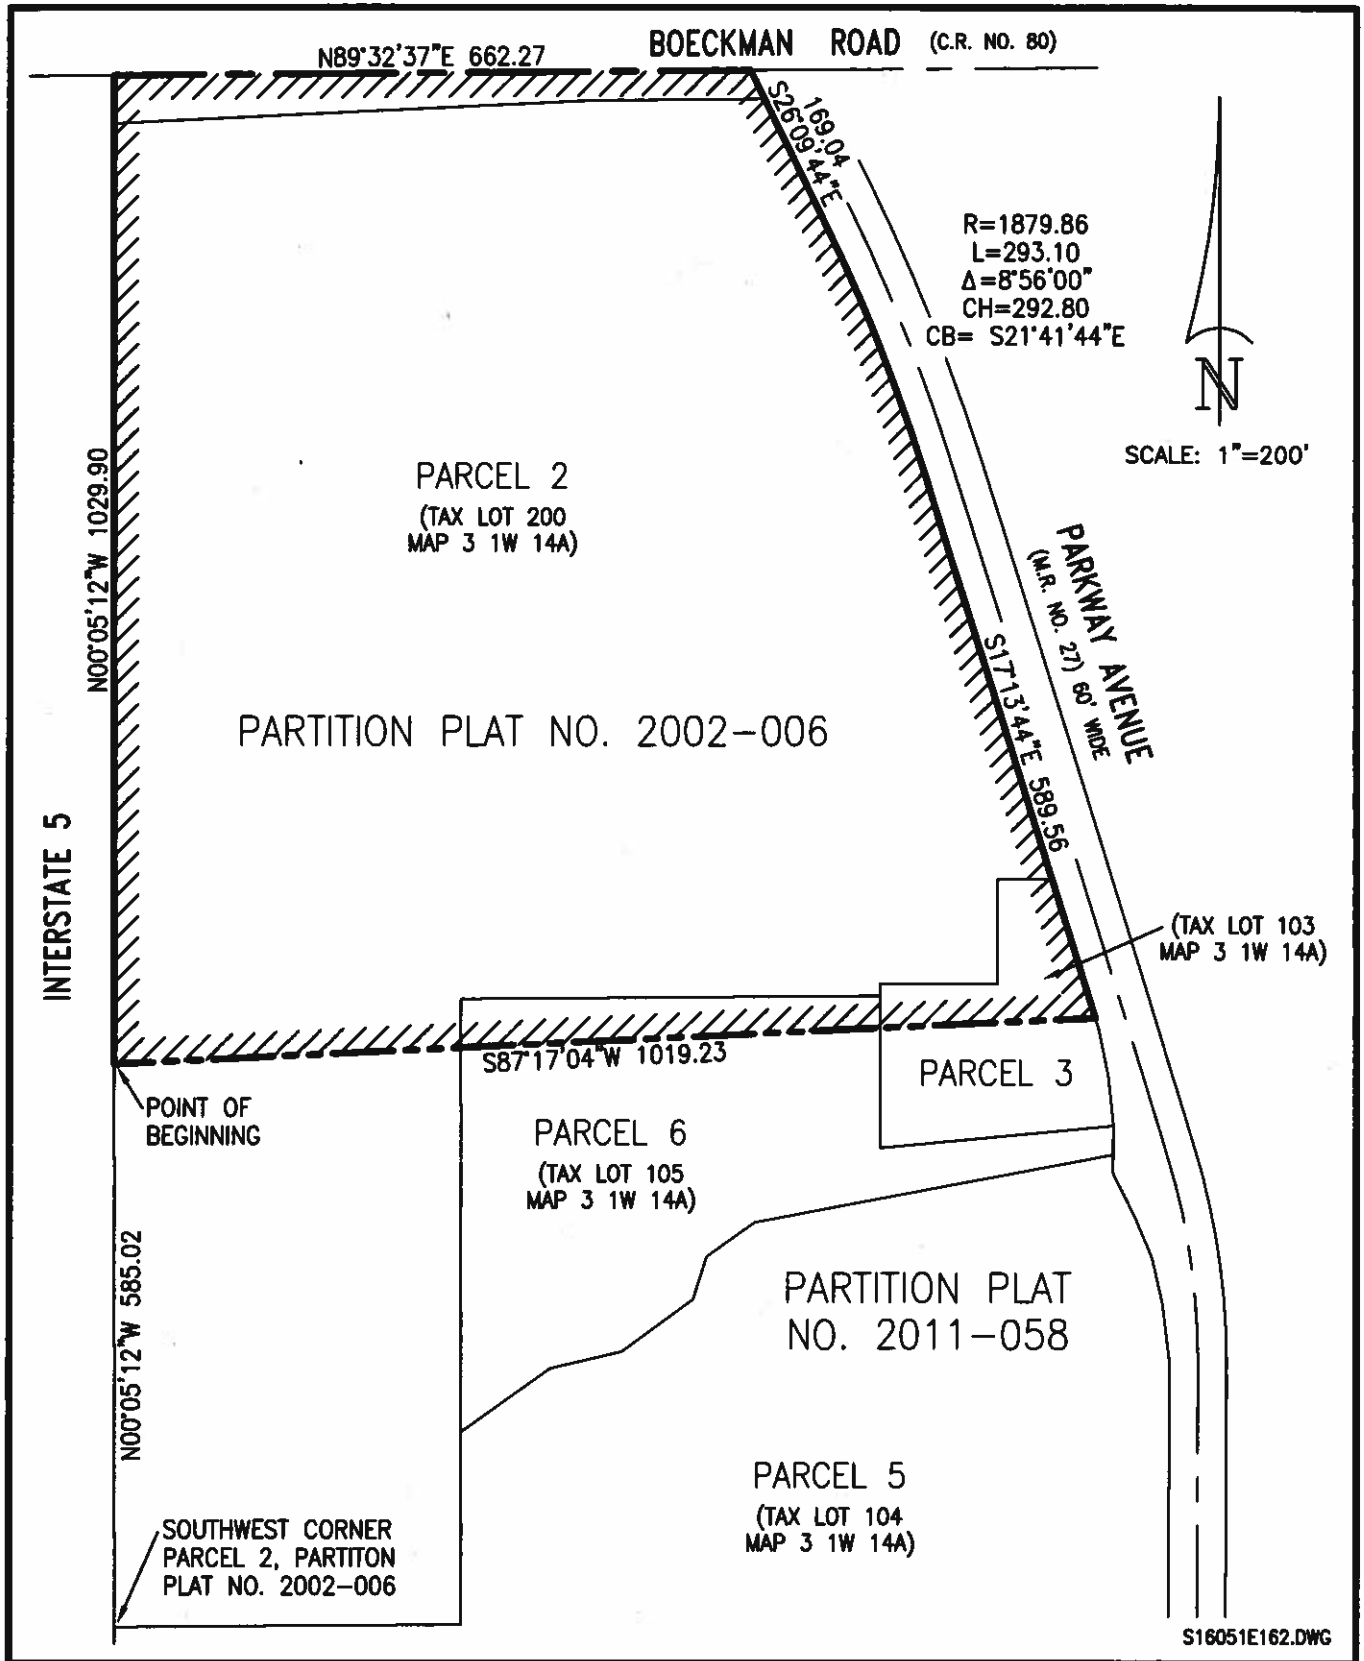 N89°32'37"E 662.27
BOECKMAN ROAD (C.R. NO. 80)
169.04
S26°09'44"E
R=1879.86
L=293.10
Δ=8°56'00"
CH=292.80
CB= S21°41'44"E
N
SCALE: 1"=200'
N00°05'12"W 1029.90
PARCEL 2
(TAX LOT 200
MAP 3 1W 14A)
PARKWAY AVENUE
(M.R. NO. 27) 60' WIDE
S17°13'44"E 589.56
PARTITION PLAT NO. 2002-006
INTERSTATE 5
(TAX LOT 103
MAP 3 1W 14A)
S87°17'04"W 1019.23
PARCEL 3
POINT OF
BEGINNING
PARCEL 6
(TAX LOT 105
MAP 3 1W 14A)
N00°05'12"W 585.02
PARTITION PLAT
NO. 2011-058
PARCEL 5
(TAX LOT 104
MAP 3 1W 14A)
SOUTHWEST CORNER
PARCEL 2, PARTITON
PLAT NO. 2002-006
S16051E162.DWG